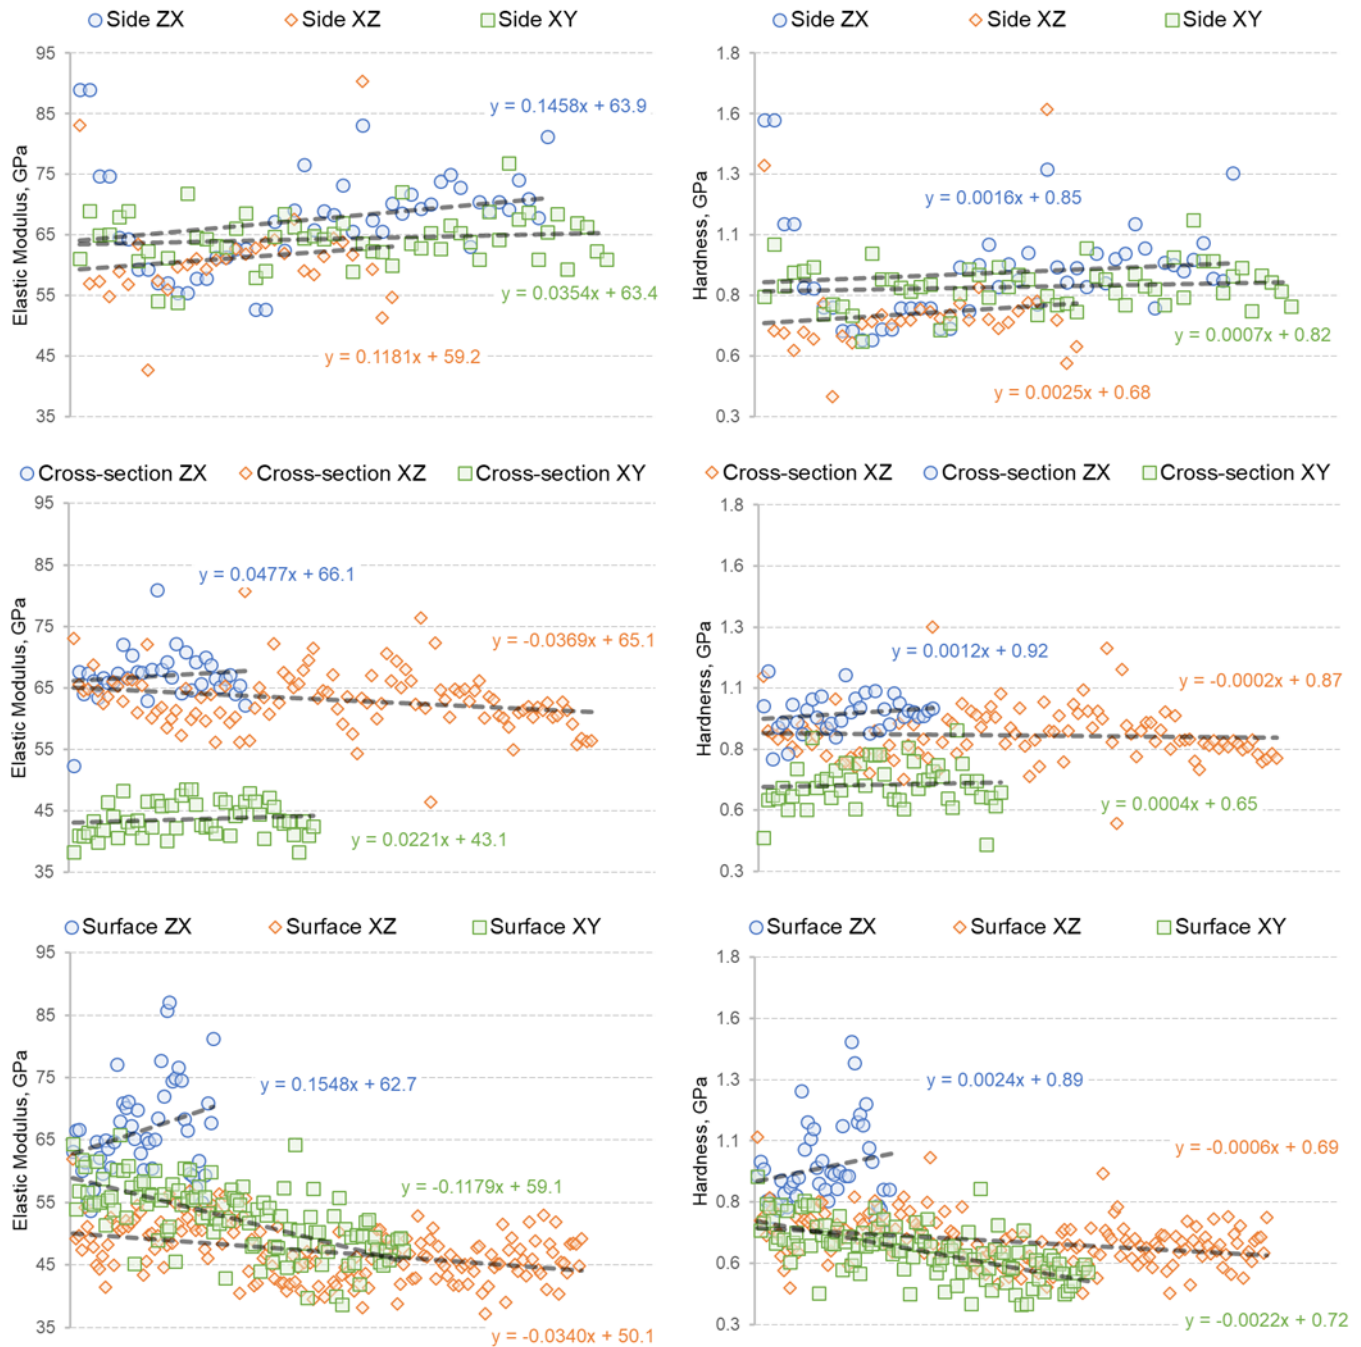 Side ZX Side XZ Side XY
Elastic Modulus, GPa
95
85
75
65
55
45
35
y = 0.1458x + 63.9
y = 0.0354x + 63.4
y = 0.1181x + 59.2
Side ZX Side XZ Side XY
Hardness, GPa
1.8
1.6
1.3
1.1
0.8
0.6
0.3
y = 0.0016x + 0.85
y = 0.0007x + 0.82
y = 0.0025x + 0.68
Cross-section ZX Cross-section XZ Cross-section XY
Elastic Modulus, GPa
95
85
75
65
55
45
35
y = 0.0477x + 66.1
y = -0.0369x + 65.1
y = 0.0221x + 43.1
Cross-section XZ Cross-section ZX Cross-section XY
Harderss, GPa
1.8
1.6
1.3
1.1
0.8
0.6
0.3
y = 0.0012x + 0.92
y = -0.0002x + 0.87
y = 0.0004x + 0.65
Surface ZX Surface XZ Surface XY
Elastic Modulus, GPa
95
85
75
65
55
45
35
y = 0.1548x + 62.7
y = -0.1179x + 59.1
y = -0.0340x + 50.1
Surface ZX Surface XZ Surface XY
Hardness, GPa
1.8
1.6
1.3
1.1
0.8
0.6
0.3
y = 0.0024x + 0.89
y = -0.0006x + 0.69
y = -0.0022x + 0.72